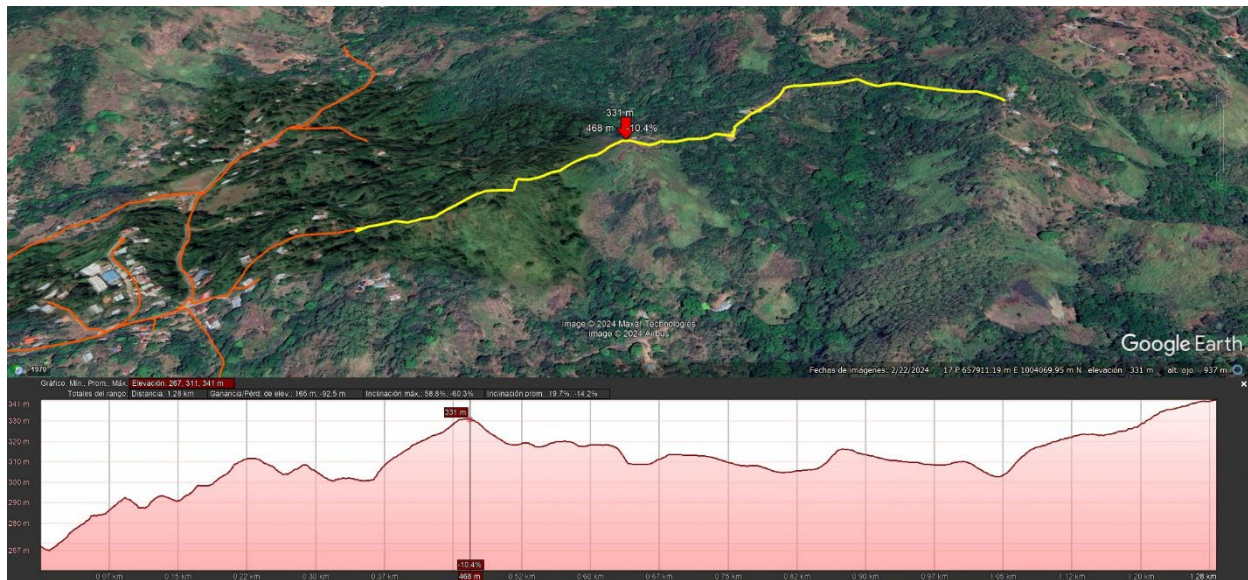 331 m
468 m -10.4%
Image © 2024 Maxar Technologies
Image © 2024 Airbus
Google Earth
1970
Fechas de imágenes: 2/22/2024 17 P 657911.19 m E 1004069.95 m N elevación 331 m alt. ojo 937 m
Gráfico: Mín., Prom., Máx. Elevación: 267, 311, 341 m
Totales del rango: Distancia: 1.28 km Ganancia/Pérd. de elev.: 165 m, -92.5 m Inclinación máx.: 58.8%, -60.3% Inclinación prom.: 19.7%, -14.2%
341 m
331 m
330 m
320 m
310 m
300 m
290 m
280 m
267 m
-10.4%
0.07 km 0.15 km 0.22 km 0.30 km 0.37 km 468 m 0.52 km 0.60 km 0.67 km 0.75 km 0.82 km 0.90 km 0.97 km 1.05 km 1.12 km 1.20 km 1.28 km